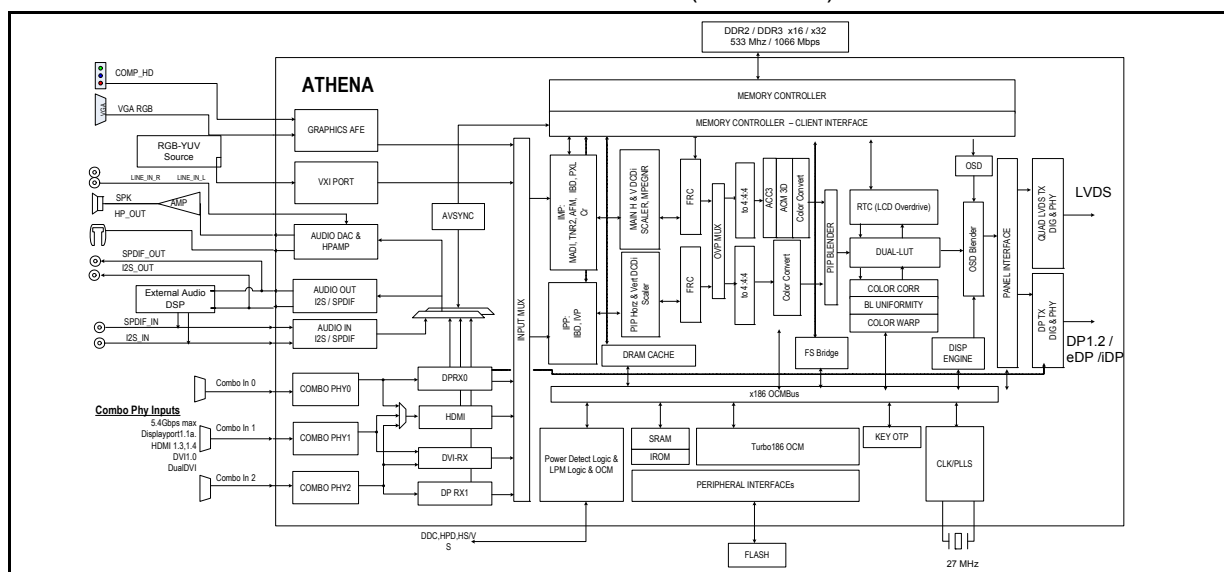 DDR2 / DDR3 x16 / x32
533 Mhz / 1066 Mbps
ATHENA
COMP_HD
VGA
VGA RGB
RGB-YUV
Source
LINE_IN_R
LINE_IN_L
SPK
AMP
HP_OUT
SPDIF_OUT
I2S_OUT
External Audio
DSP
SPDIF_IN
I2S_IN
Combo In 0
Combo Phy Inputs
5.4Gbps max
Displayport1.1a.
HDMI 1.3,1.4
DVI1.0
DualDVI
Combo In 1
Combo In 2
GRAPHICS AFE
VXI PORT
AUDIO DAC &
HPAMP
AUDIO OUT
I2S / SPDIF
AUDIO IN
I2S / SPDIF
COMBO PHY0
COMBO PHY1
COMBO PHY2
AVSYNC
DPRX0
HDMI
DVI-RX
DP RX1
INPUT MUX
MEMORY CONTROLLER
MEMORY CONTROLLER – CLIENT INTERFACE
IMP:
MADI, TNR2, AFM, IBD, PXL
Cr
IPP:
IBD, IVP
MAIN H & V DCDi
SCALER, MPEGNR
PIP Horz & Vert DCDi
Scaler
FRC
FRC
OVP MUX
to 4:4:4
to 4:4:4
ACC3
ACM 3D
Color Convert
Color Convert
PIP BLENDER
RTC (LCD Overdrive)
DUAL-LUT
COLOR CORR
BL UNIFORMITY
COLOR WARP
OSD
OSD Blender
PANEL INTERFACE
QUAD LVDS TX
DIG & PHY
DP TX
DIG & PHY
LVDS
DP1.2 /
eDP /iDP
DRAM CACHE
FS Bridge
DISP
ENGINE
x186 OCMBus
Power Detect Logic &
LPM Logic & OCM
SRAM
IROM
Turbo186 OCM
PERIPHERAL INTERFACEs
KEY OTP
CLK/PLLS
DDC,HPD,HS/V
S
FLASH
27 MHz